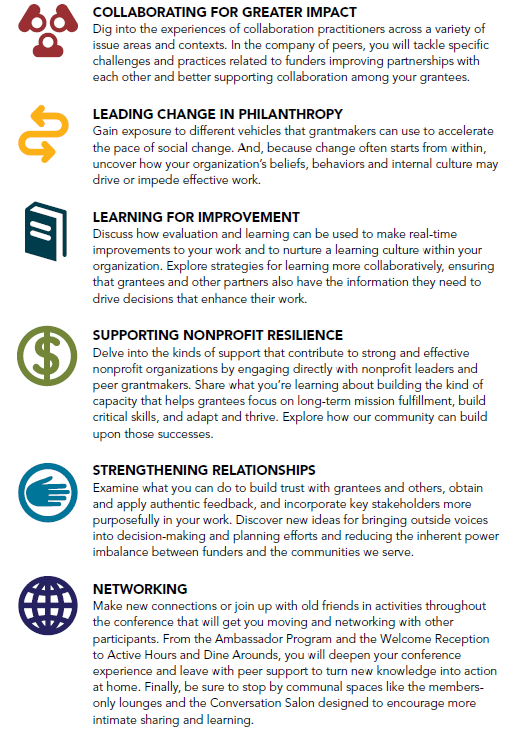 COLLABORATING FOR GREATER IMPACT
Dig into the experiences of collaboration practitioners across a variety of
issue areas and contexts. In the company of peers, you will tackle specific
challenges and practices related to funders improving partnerships with
each other and better supporting collaboration among your grantees.
LEADING CHANGE IN PHILANTHROPY
Gain exposure to different vehicles that grantmakers can use to accelerate
the pace of social change. And, because change often starts from within,
uncover how your organization's beliefs, behaviors and internal culture may
drive or impede effective work.
LEARNING FOR IMPROVEMENT
Discuss how evaluation and learning can be used to make real-time
improvements to your work and to nurture a learning culture within your
organization. Explore strategies for learning more collaboratively, ensuring
that grantees and other partners also have the information they need to
drive decisions that enhance their work.
$
SUPPORTING NONPROFIT RESILIENCE
Delve into the kinds of support that contribute to strong and effective
nonprofit organizations by engaging directly with nonprofit leaders and
peer grantmakers. Share what you're learning about building the kind of
capacity that helps grantees focus on long-term mission fulfillment, build
critical skills, and adapt and thrive. Explore how our community can build
upon those successes.
STRENGTHENING RELATIONSHIPS
Examine what you can do to build trust with grantees and others, obtain
and apply authentic feedback, and incorporate key stakeholders more
purposefully in your work. Discover new ideas for bringing outside voices
into decision-making and planning efforts and reducing the inherent power
imbalance between funders and the communities we serve.
NETWORKING
Make new connections or join up with old friends in activities throughout
the conference that will get you moving and networking with other
participants. From the Ambassador Program and the Welcome Reception
to Active Hours and Dine Arounds, you will deepen your conference
experience and leave with peer support to turn new knowledge into action
at home. Finally, be sure to stop by communal spaces like the members-
only lounges and the Conversation Salon designed to encourage more
intimate sharing and learning.